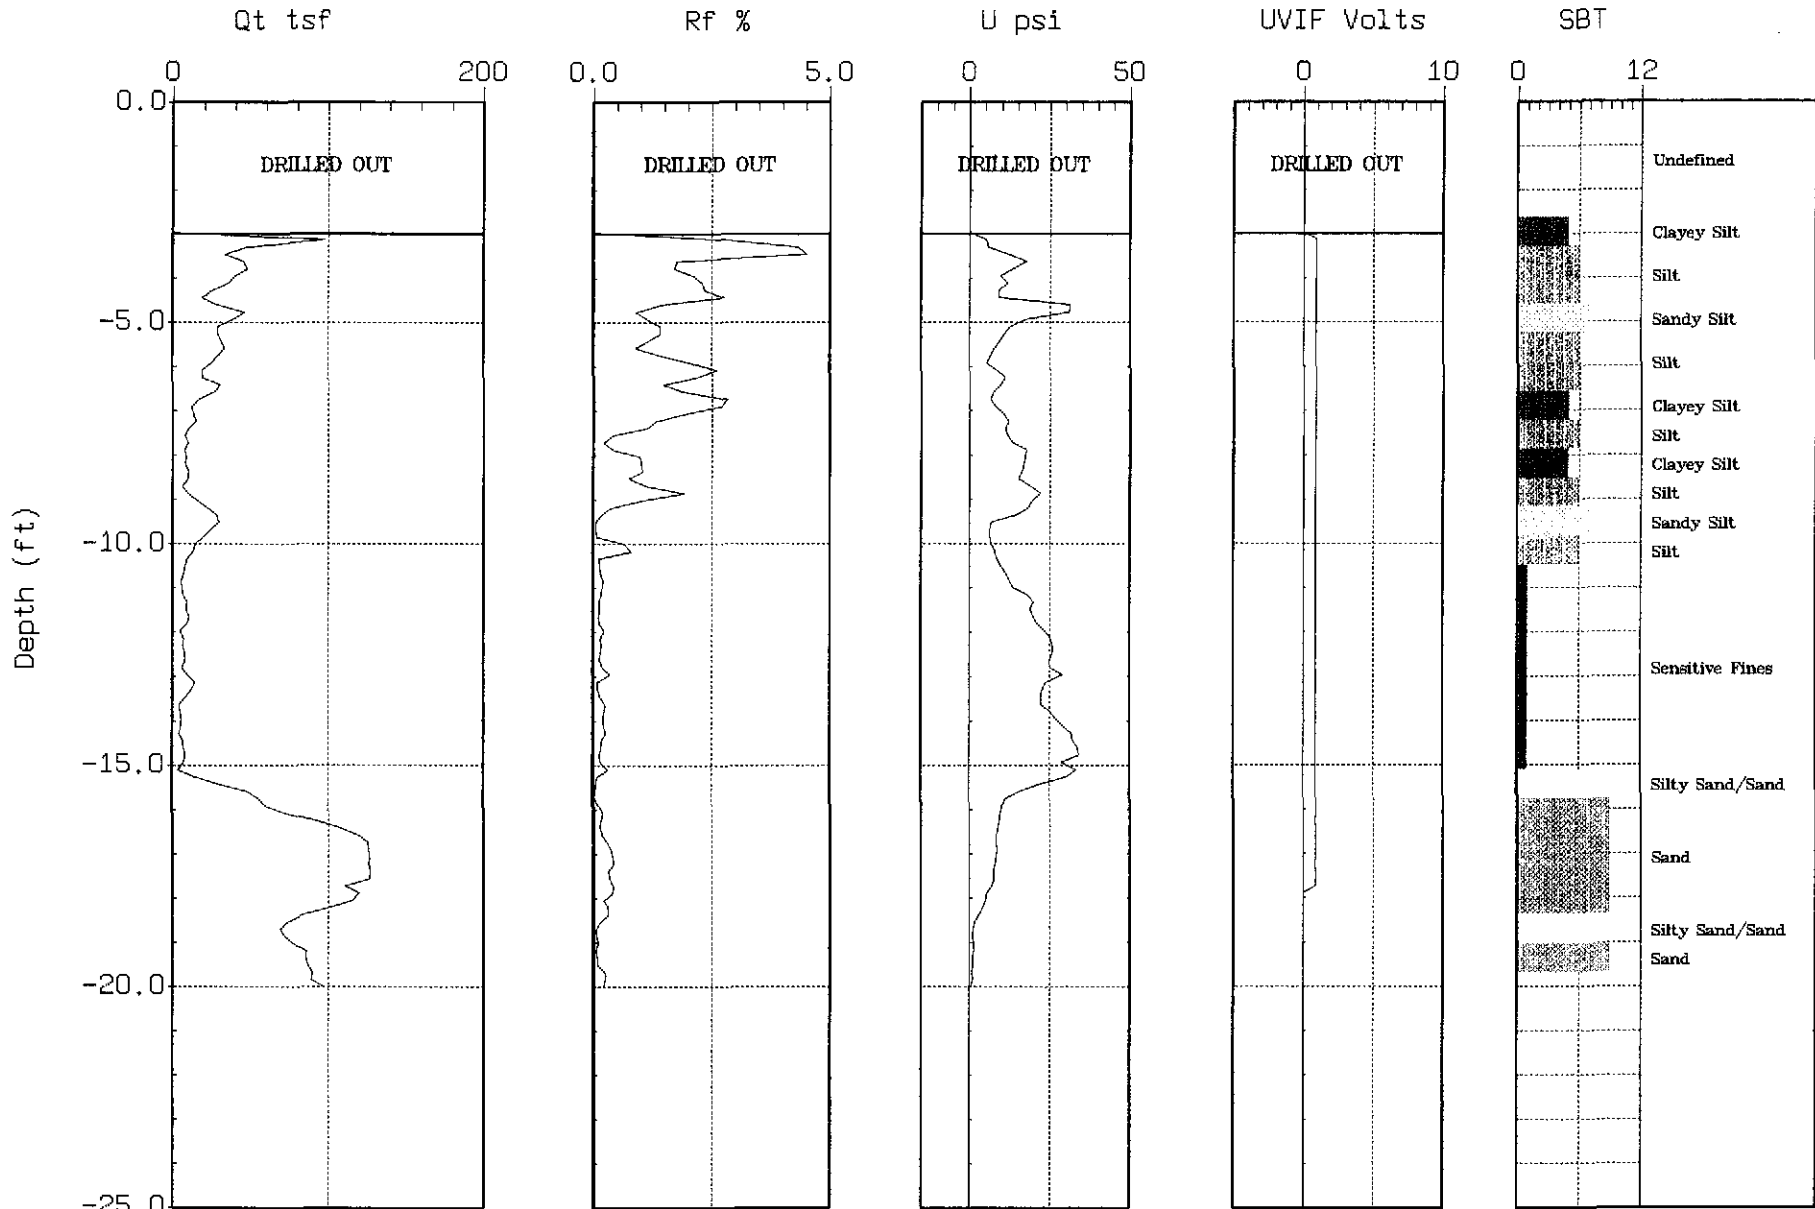 Qt tsf Rf % U psi UVIF Volts SBT
0 200 0.0 5.0 0 50 0 10 0 12
0.0
DRILLED OUT DRILLED OUT DRILLED OUT DRILLED OUT Undefined
Clayey Silt
Silt
Sandy Silt
-5.0
Silt
Clayey Silt
Silt
Clayey Silt
Silt
Sandy Silt
-10.0
Silt
Depth (ft)
Sensitive Fines
-15.0
Silty Sand/Sand
Sand
Silty Sand/Sand
Sand
-20.0
-25.0